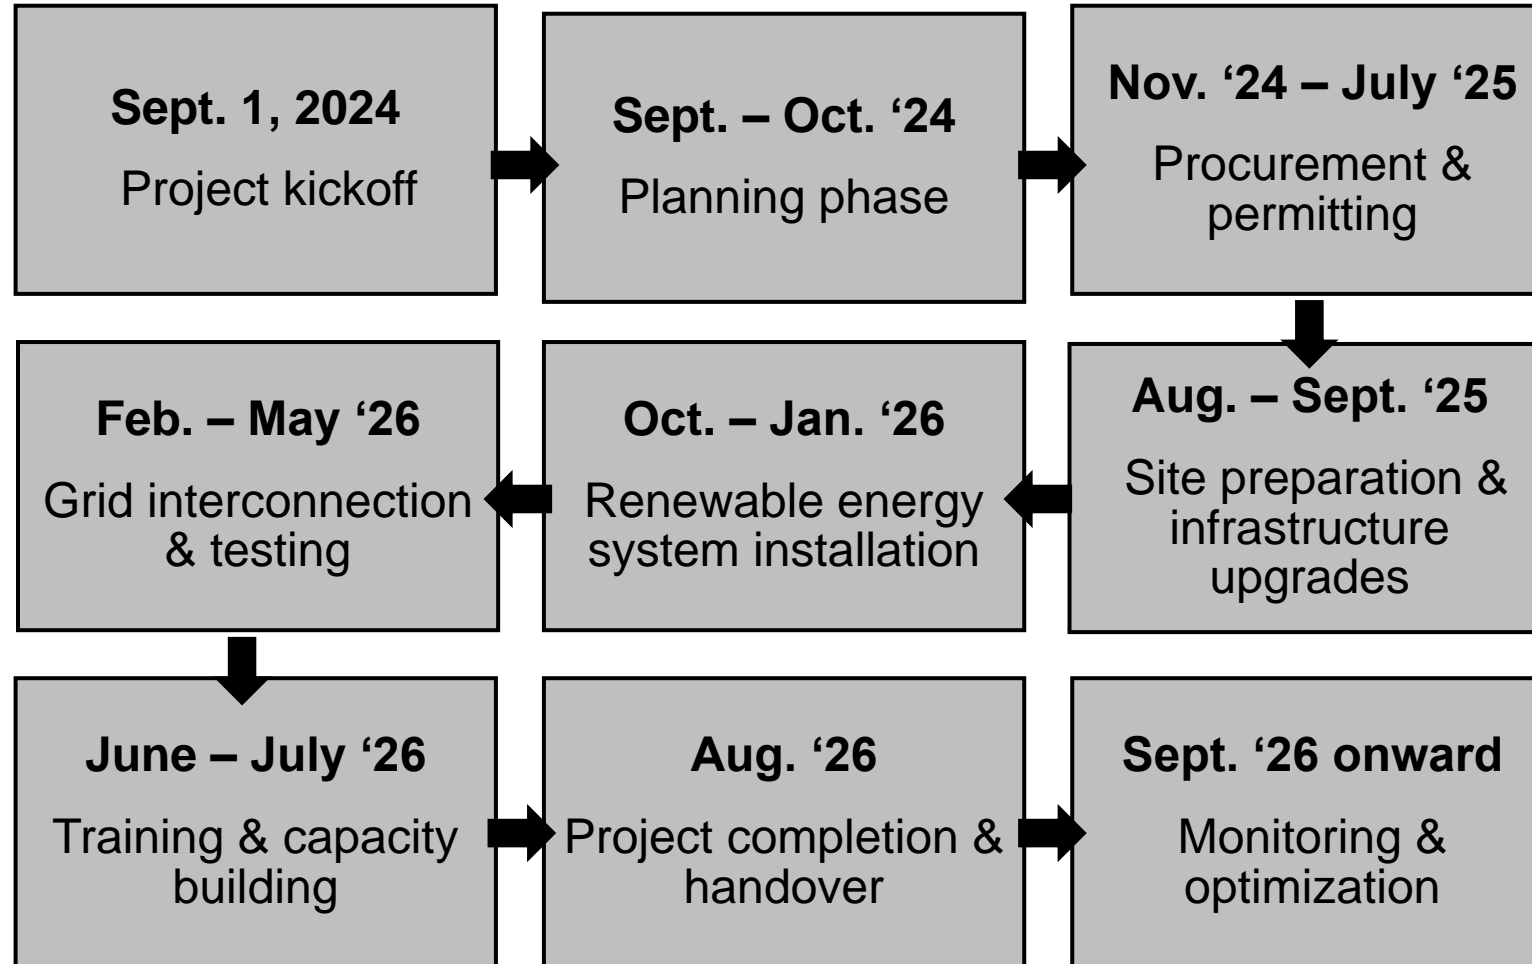 Sept. 1, 2024
Project kickoff
Sept. – Oct. ‘24
Planning phase
Nov. ‘24 – July ‘25
Procurement &
permitting
Aug. – Sept. ‘25
Site preparation &
infrastructure
upgrades
Oct. – Jan. ‘26
Renewable energy
system installation
Feb. – May ‘26
Grid interconnection
& testing
June – July ‘26
Training & capacity
building
Aug. ‘26
Project completion &
handover
Sept. ‘26 onward
Monitoring &
optimization